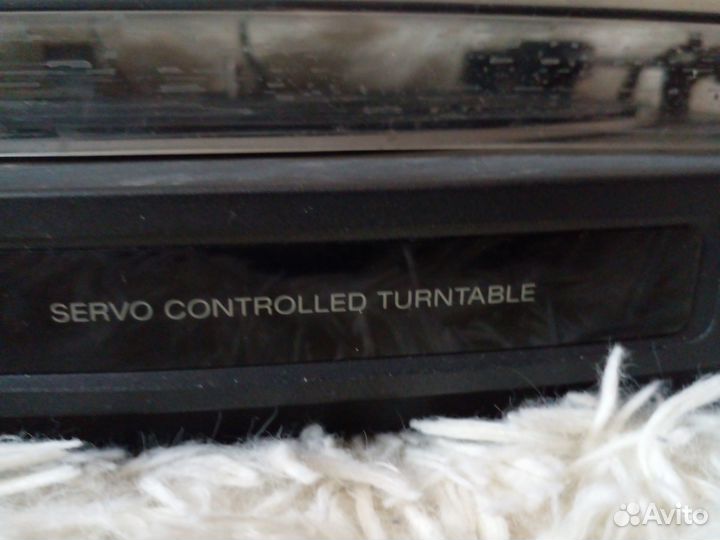 SERVO CONTROLLED TURNTABLE
Avito